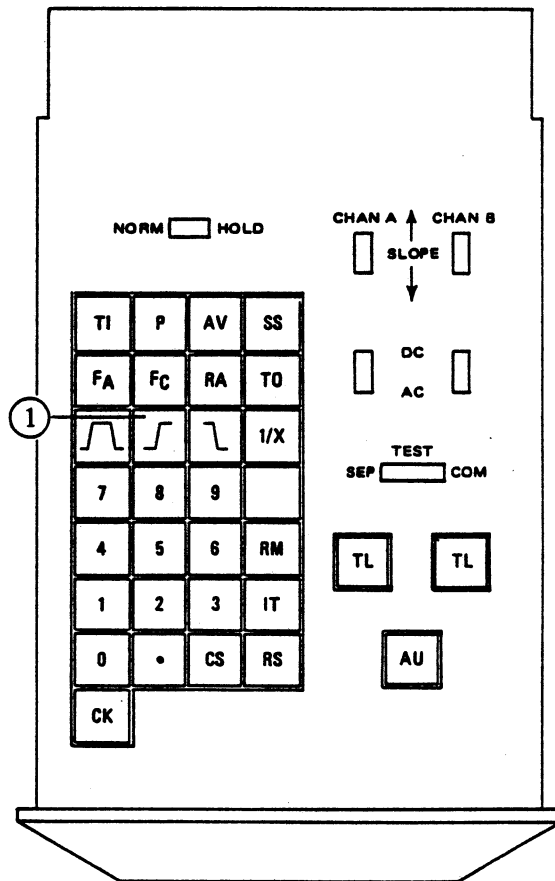 CHAN A CHAN B
NORM HOLD
SLOPE
TI P AV SS
DC
FA FC RA TO
AC
1
1/X
TEST
SEP COM
7 8 9
4 5 6 RM
TL TL
1 2 3 IT
0 • CS RS
AU
CK